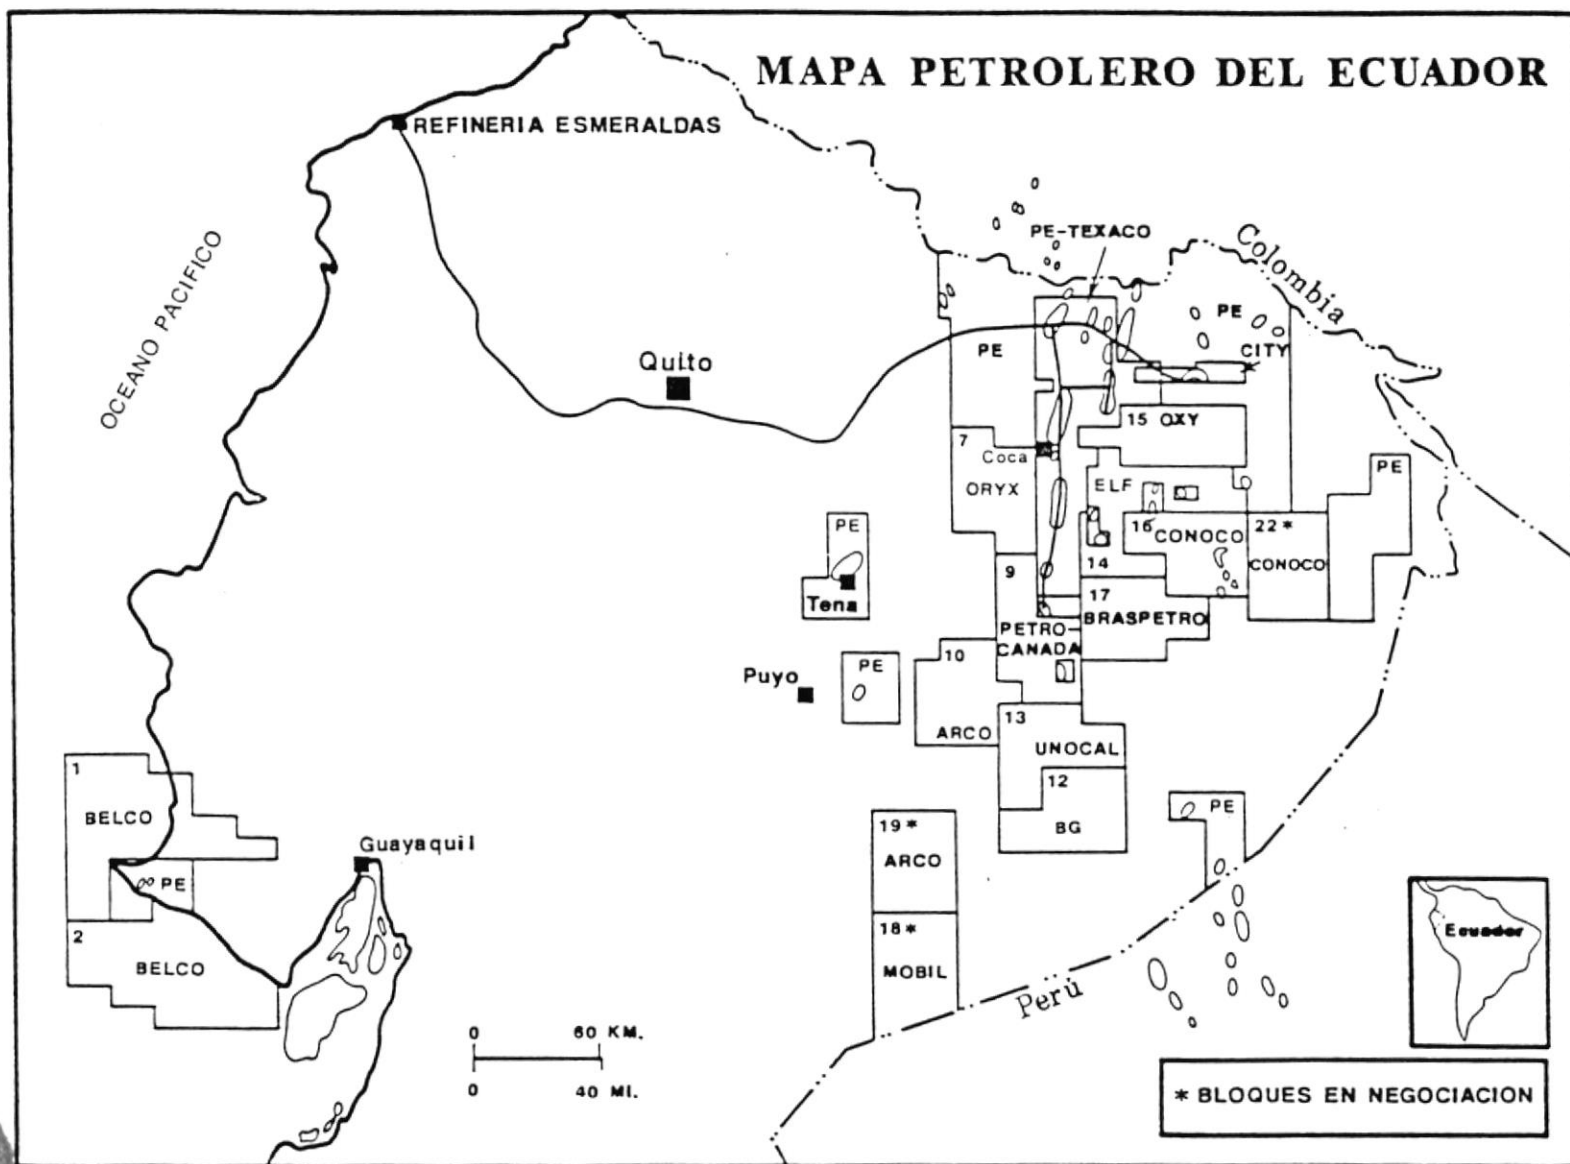 MAPA PETROLERO DEL ECUADOR
REFINERIA ESMERALDAS
OCEANO PACIFICO
PE-TEXACO
Colombia
PE
CITY
PE
Quito
15 OXY
7
Coca
ORYX
ELF
PE
PE
16
CONOCO
22*
CONOCO
Tena
9
14
17
BRASPETRO
PETRO-
CANADA
10
PE
Puyo
ARCO
13
UNOCAL
12
BG
1
BELCO
PE
Guayaquil
2
BELCO
19*
ARCO
18*
MOBIL
PE
Perú
Ecuador
0 60 KM.
0 40 MI.
* BLOQUES EN NEGOCIACION